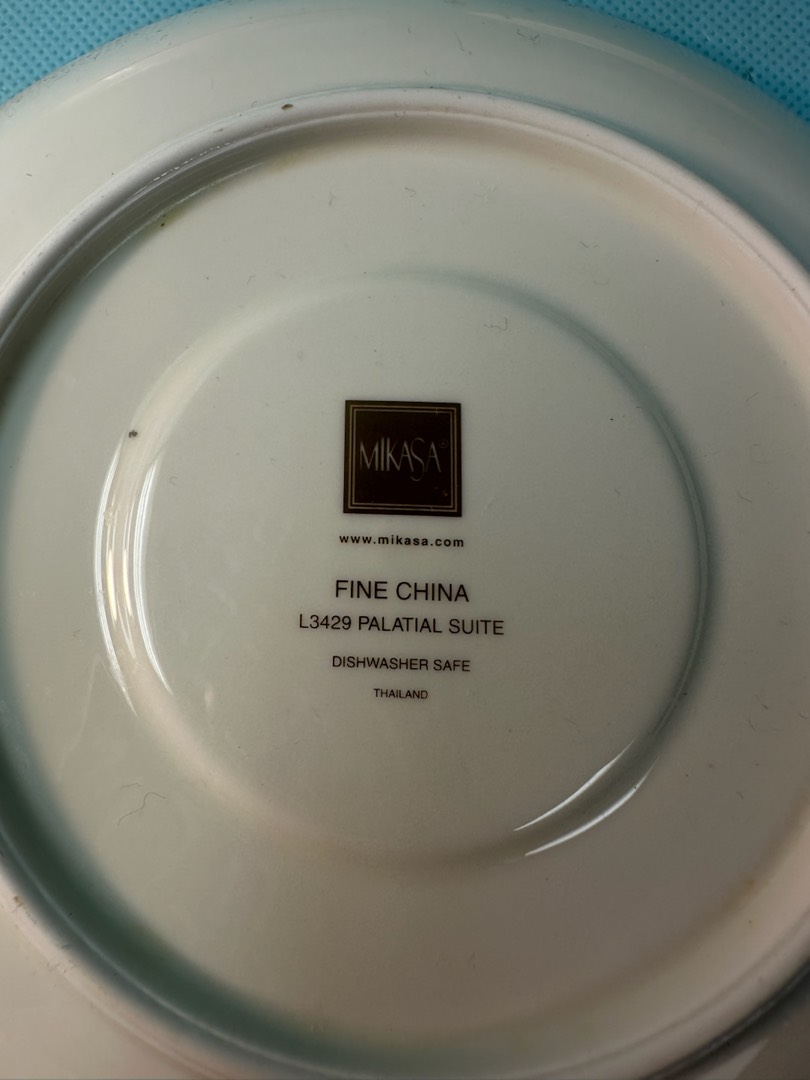 MIKASA
www.mikasa.com
FINE CHINA
L3429 PALATIAL SUITE
DISHWASHER SAFE
THAILAND